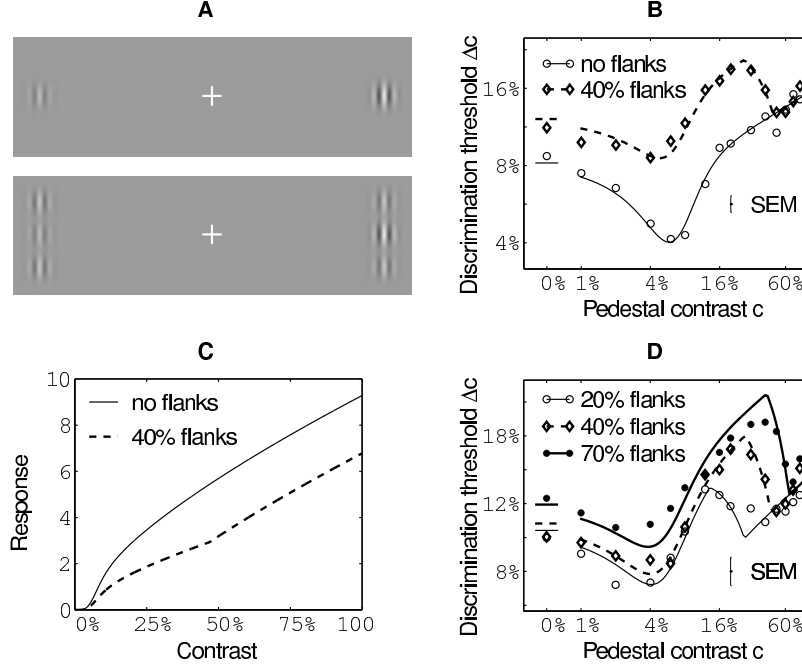 A
B
Discrimination threshold Δc
16%
8%
4%
no flanks
40% flanks
SEM
0% 1% 4% 16% 60%
Pedestal contrast c
C
Response
10
8
6
4
2
0
no flanks
40% flanks
0% 25% 50% 75% 100
Contrast
D
Discrimination threshold Δc
18%
12%
8%
20% flanks
40% flanks
70% flanks
SEM
0% 1% 4% 16% 60%
Pedestal contrast c